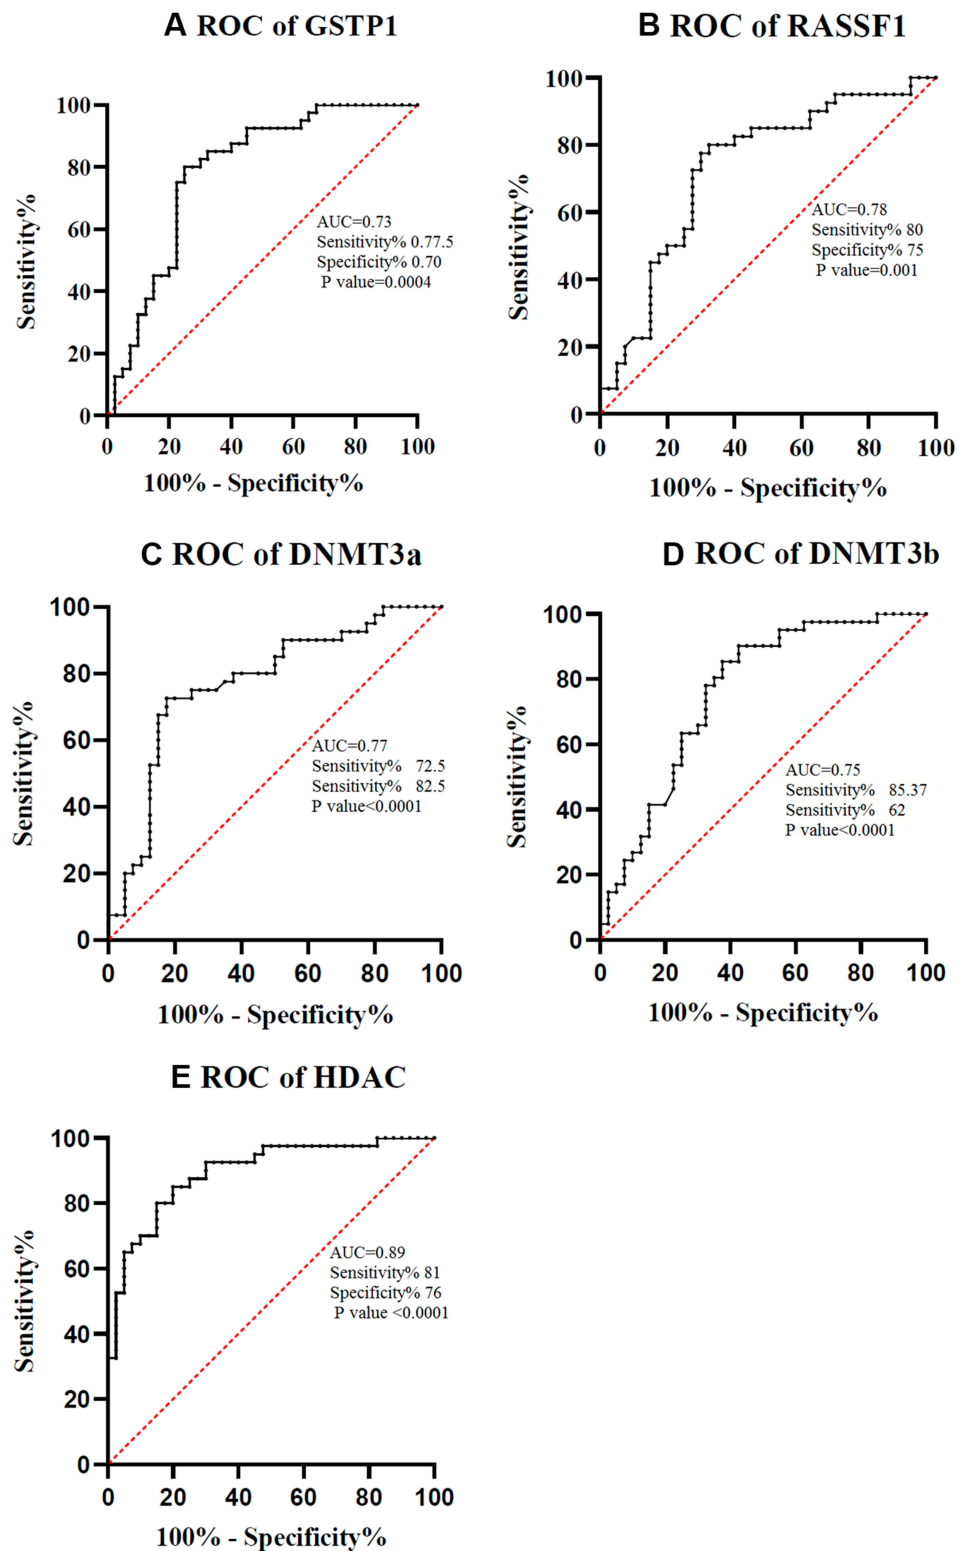 A ROC of GSTP1
100
80
60
40
20
0
Sensitivity%
AUC=0.73
Sensitivity% 0.77.5
Specificity% 0.70
P value=0.0004
0 20 40 60 80 100
100% - Specificity%
B ROC of RASSF1
100
80
60
40
20
0
Sensitivity%
AUC=0.78
Sensitivity% 80
Specificity% 75
P value=0.001
0 20 40 60 80 100
100% - Specificity%
C ROC of DNMT3a
100
80
60
40
20
0
Sensitivity%
AUC=0.77
Sensitivity% 72.5
Sensitivity% 82.5
P value<0.0001
0 20 40 60 80 100
100% - Specificity%
D ROC of DNMT3b
100
80
60
40
20
0
Sensitivity%
AUC=0.75
Sensitivity% 85.37
Sensitivity% 62
P value<0.0001
0 20 40 60 80 100
100% - Specificity%
E ROC of HDAC
100
80
60
40
20
0
Sensitivity%
AUC=0.89
Sensitivity% 81
Specificity% 76
P value <0.0001
0 20 40 60 80 100
100% - Specificity%